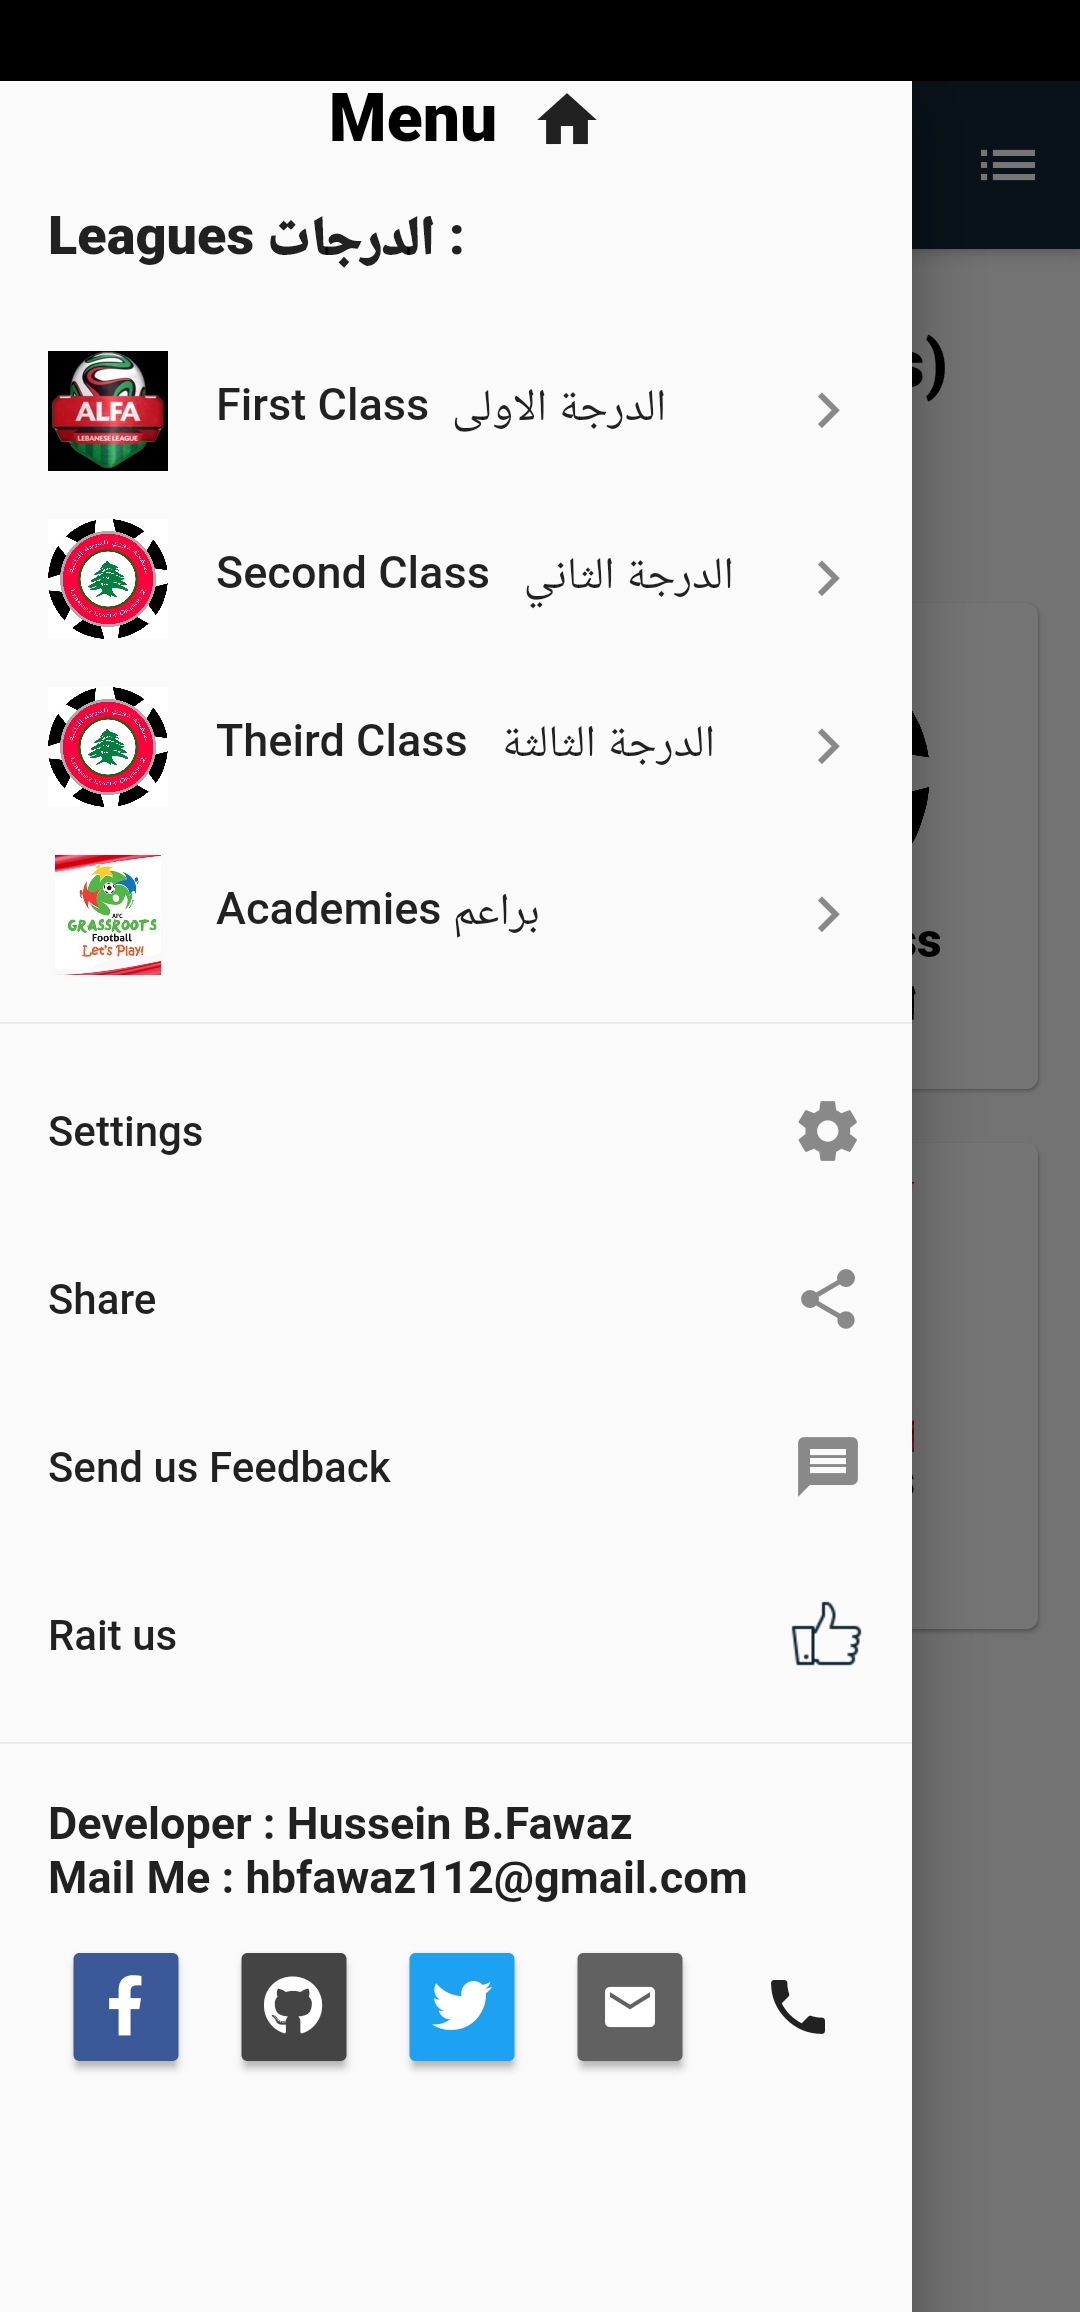 Menu
Leagues الدرجات :
ALFA
LEBANESE LEAGUE
First Class الدرجة الاولى
Second Class الدرجة الثاني
Theird Class الدرجة الثالثة
AFC
GRASSROOTS
Football
Let's Play!
Academies براعم
Settings
Share
Send us Feedback
Rait us
Developer : Hussein B.Fawaz
Mail Me : hbfawaz112@gmail.com